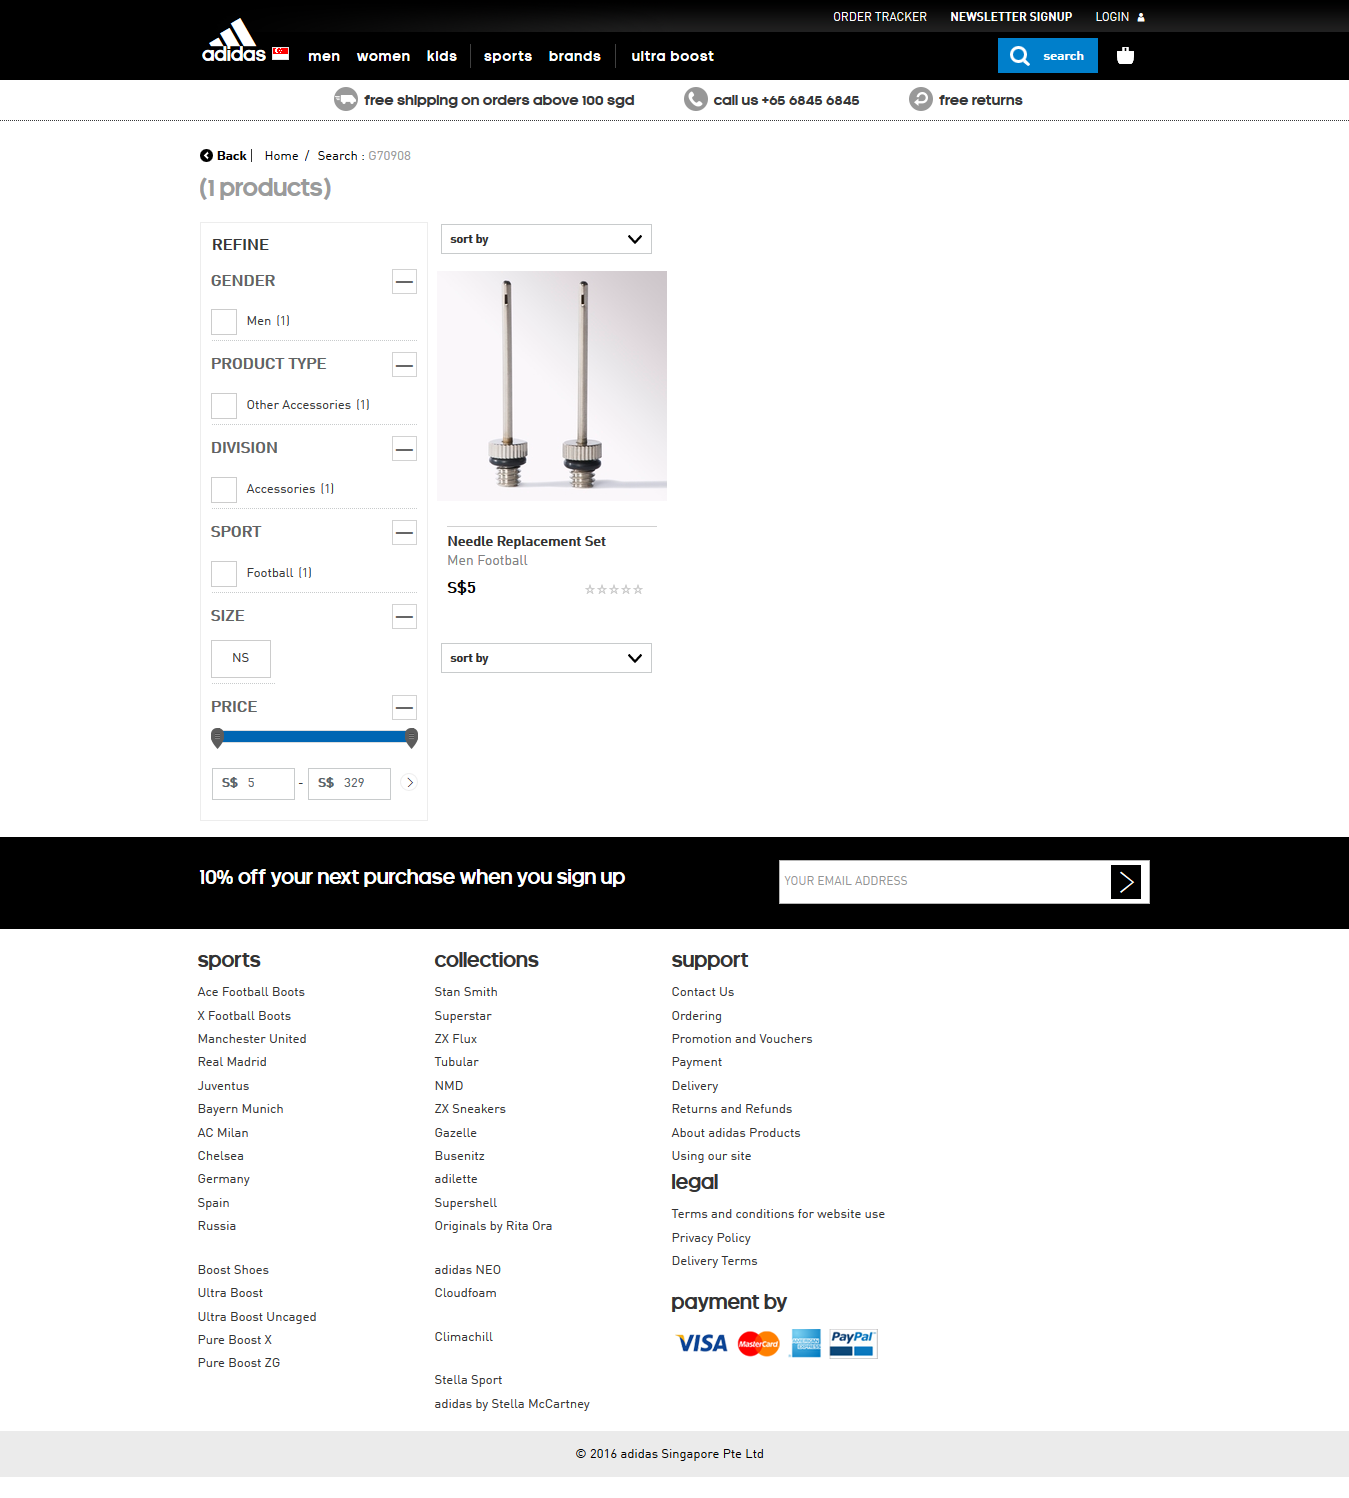 ORDER TRACKER NEWSLETTER SIGNUP LOGIN
adidas men women kids sports brands ultra boost search
free shipping on orders above 100 sgd call us +65 6845 6845 free returns
Back | Home / Search : G70908
(1 products)
REFINE
sort by
GENDER
Men (1)
PRODUCT TYPE
Other Accessories (1)
DIVISION
Accessories (1)
SPORT
Football (1)
SIZE
NS
PRICE
S$ 5 - S$ 329
Needle Replacement Set
Men Football
S$5
sort by
10% off your next purchase when you sign up
YOUR EMAIL ADDRESS
sports
Ace Football Boots
X Football Boots
Manchester United
Real Madrid
Juventus
Bayern Munich
AC Milan
Chelsea
Germany
Spain
Russia
Boost Shoes
Ultra Boost
Ultra Boost Uncaged
Pure Boost X
Pure Boost ZG
collections
Stan Smith
Superstar
ZX Flux
Tubular
NMD
ZX Sneakers
Gazelle
Busenitz
adilette
Supershell
Originals by Rita Ora
adidas NEO
Cloudfoam
Climachill
Stella Sport
adidas by Stella McCartney
support
Contact Us
Ordering
Promotion and Vouchers
Payment
Delivery
Returns and Refunds
About adidas Products
Using our site
legal
Terms and conditions for website use
Privacy Policy
Delivery Terms
payment by
VISA MasterCard AMERICAN EXPRESS PayPal
© 2016 adidas Singapore Pte Ltd